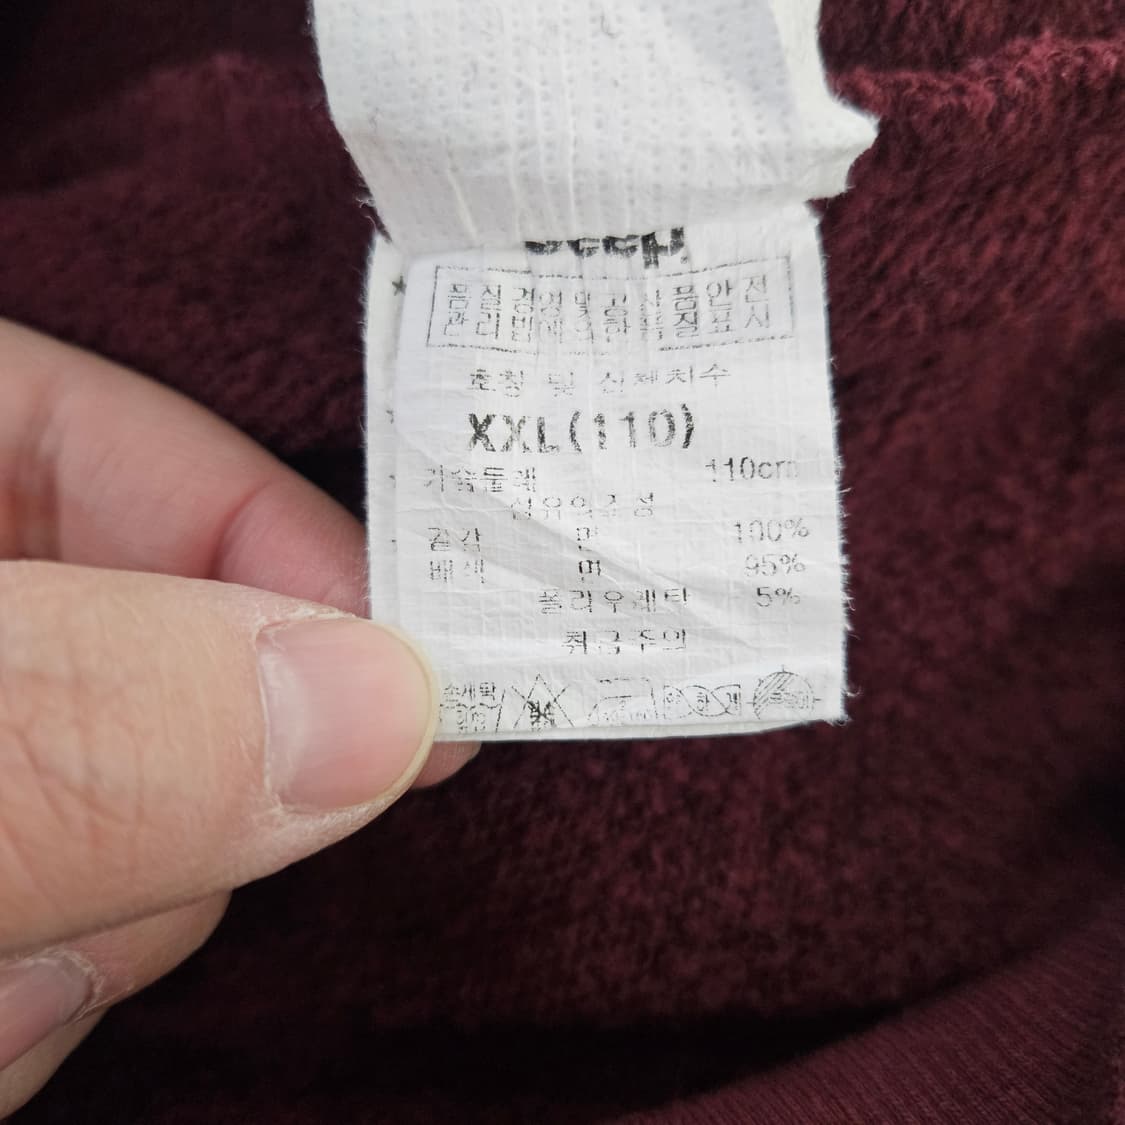 품질경영 및 공산품안전
관리법에 의한 품질표시
호칭 및 신체치수
XXL(110)
가슴둘레 110cm
섬유의조성
겉감 면 100%
배색 면 95%
폴리우레탄 5%
취급주의
손세탁